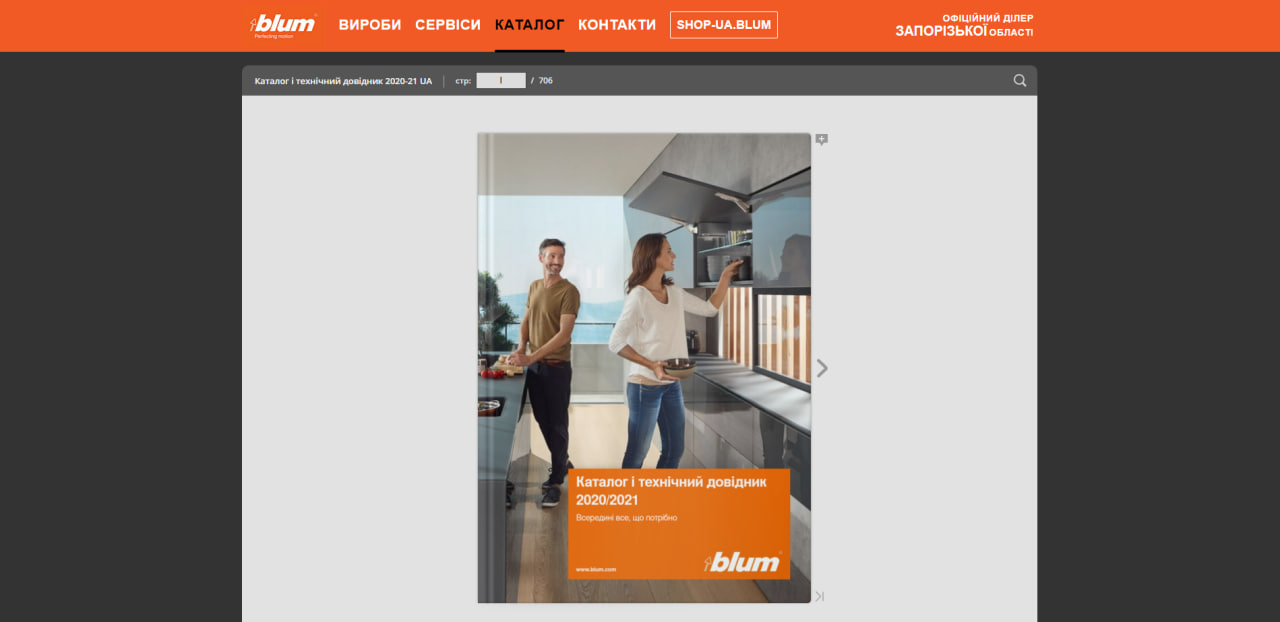 blum
Perfecting motion
ВИРОБИ СЕРВІСИ КАТАЛОГ КОНТАКТИ SHOP-UA.BLUM
ОФІЦІЙНИЙ ДІЛЕР
ЗАПОРІЗЬКОЇ ОБЛАСТІ
Каталог і технічний довідник 2020-21 UA | стр: I / 706
Каталог і технічний довідник
2020/2021
Всередині все, що потрібно
www.blum.com
blum